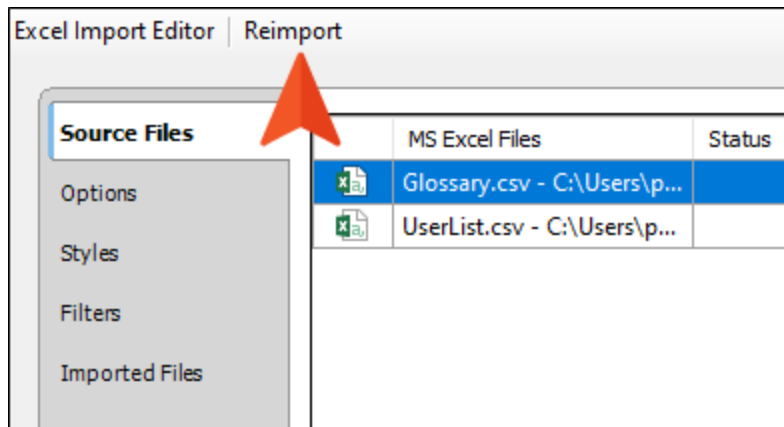 Excel Import Editor Reimport
Source Files
Options
Styles
Filters
Imported Files
MS Excel Files Status
Glossary.csv - C:\Users\p...
UserList.csv - C:\Users\p...